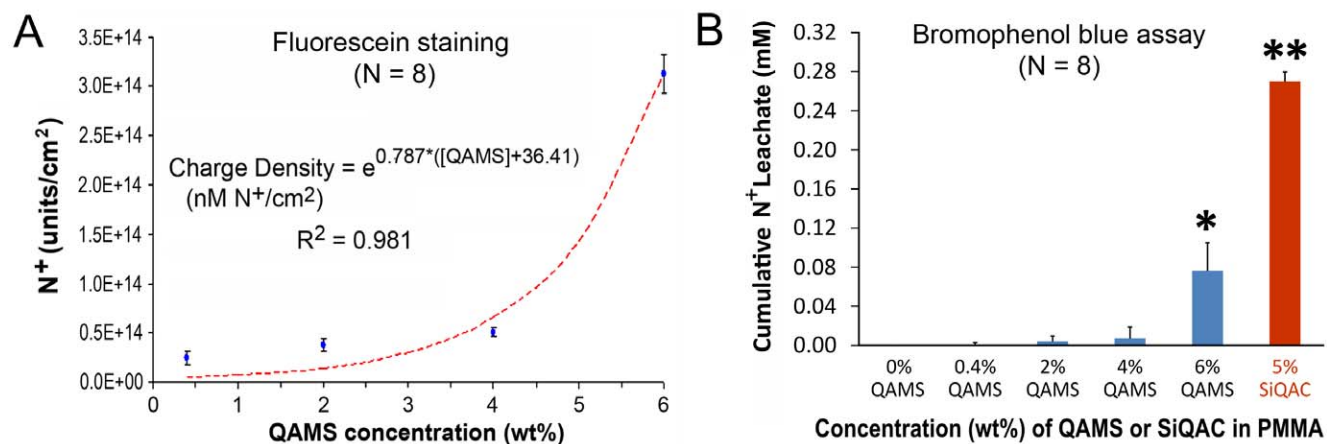 A
Fluorescein staining
(N = 8)
Charge Density = e^0.787*([QAMS]+36.41)
(nM N⁺/cm²)
R² = 0.981
N⁺ (units/cm²)
3.5E+14
3.0E+14
2.5E+14
2.0E+14
1.5E+14
1.0E+14
5.0E+14
0.0E+00
0 1 2 3 4 5 6
QAMS concentration (wt%)
B
Bromophenol blue assay
(N = 8)
Cumulative N⁺Leachate (mM)
0.32
0.28
0.24
0.20
0.16
0.12
0.08
0.04
0.00
*
**
0% 0.4% 2% 4% 6% 5%
QAMS QAMS QAMS QAMS QAMS SiQAC
Concentration (wt%) of QAMS or SiQAC in PMMA